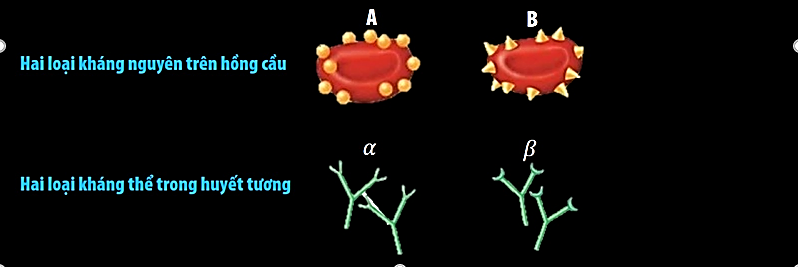 A B
Hai loại kháng nguyên trên hồng cầu
α β
Hai loại kháng thể trong huyết tương